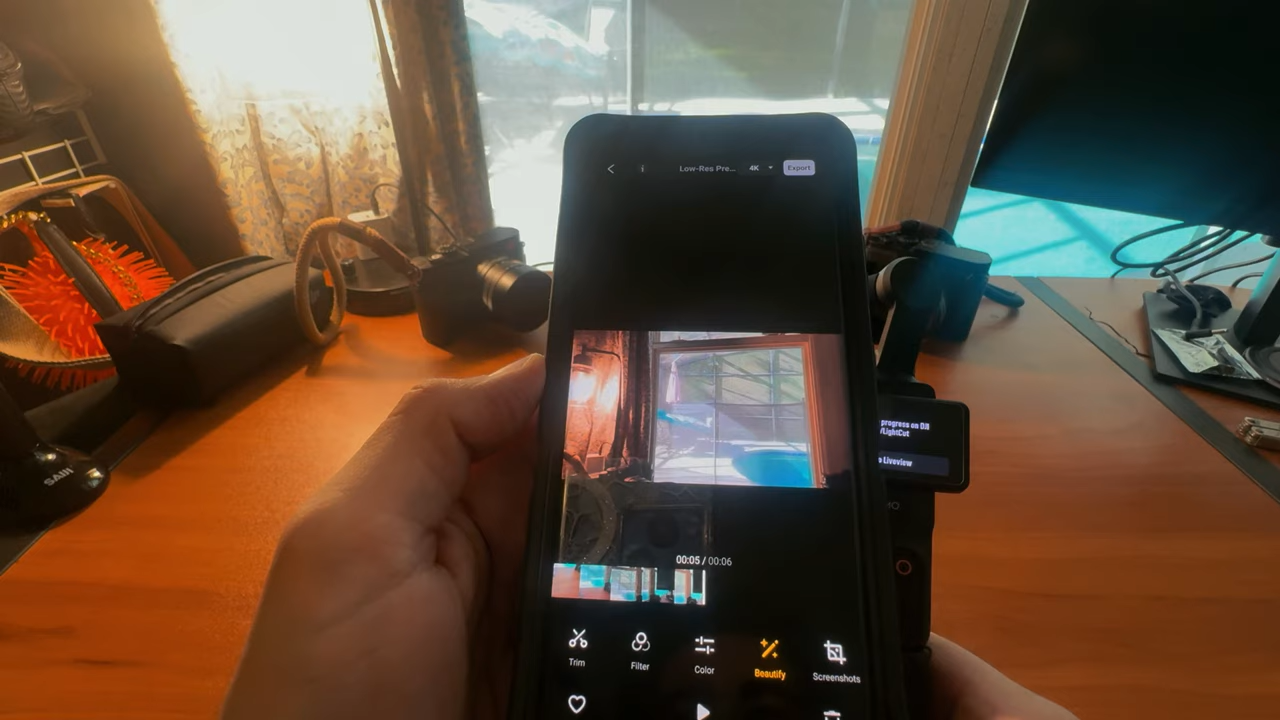 Low-Res Pre... 4K Export
progress on DJI
/LightCut
o Liveview
00:05 / 00:06
Trim Filter Color Beautify Screenshots